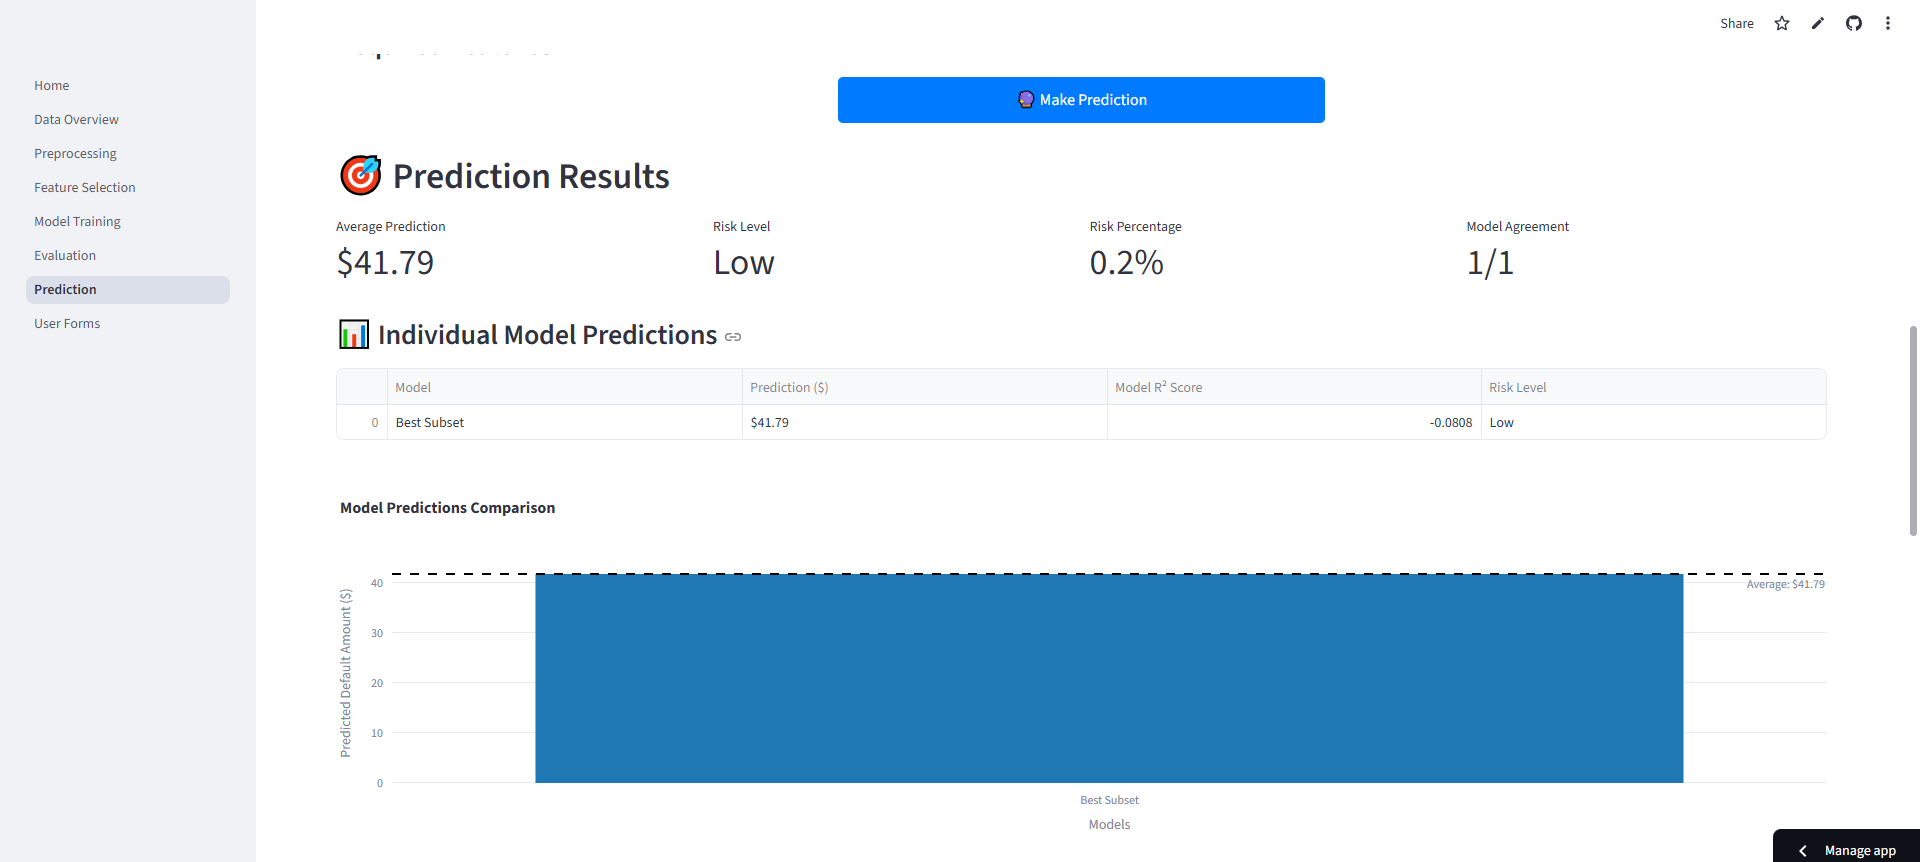 Share
Home
Data Overview
Preprocessing
Feature Selection
Model Training
Evaluation
Prediction
User Forms
Make Prediction
Prediction Results
Average Prediction
$41.79
Risk Level
Low
Risk Percentage
0.2%
Model Agreement
1/1
Individual Model Predictions
Model Prediction ($) Model R² Score Risk Level
0 Best Subset $41.79 -0.0808 Low
Model Predictions Comparison
Predicted Default Amount ($)
40
30
20
10
0
Average: $41.79
Best Subset
Models
Manage app